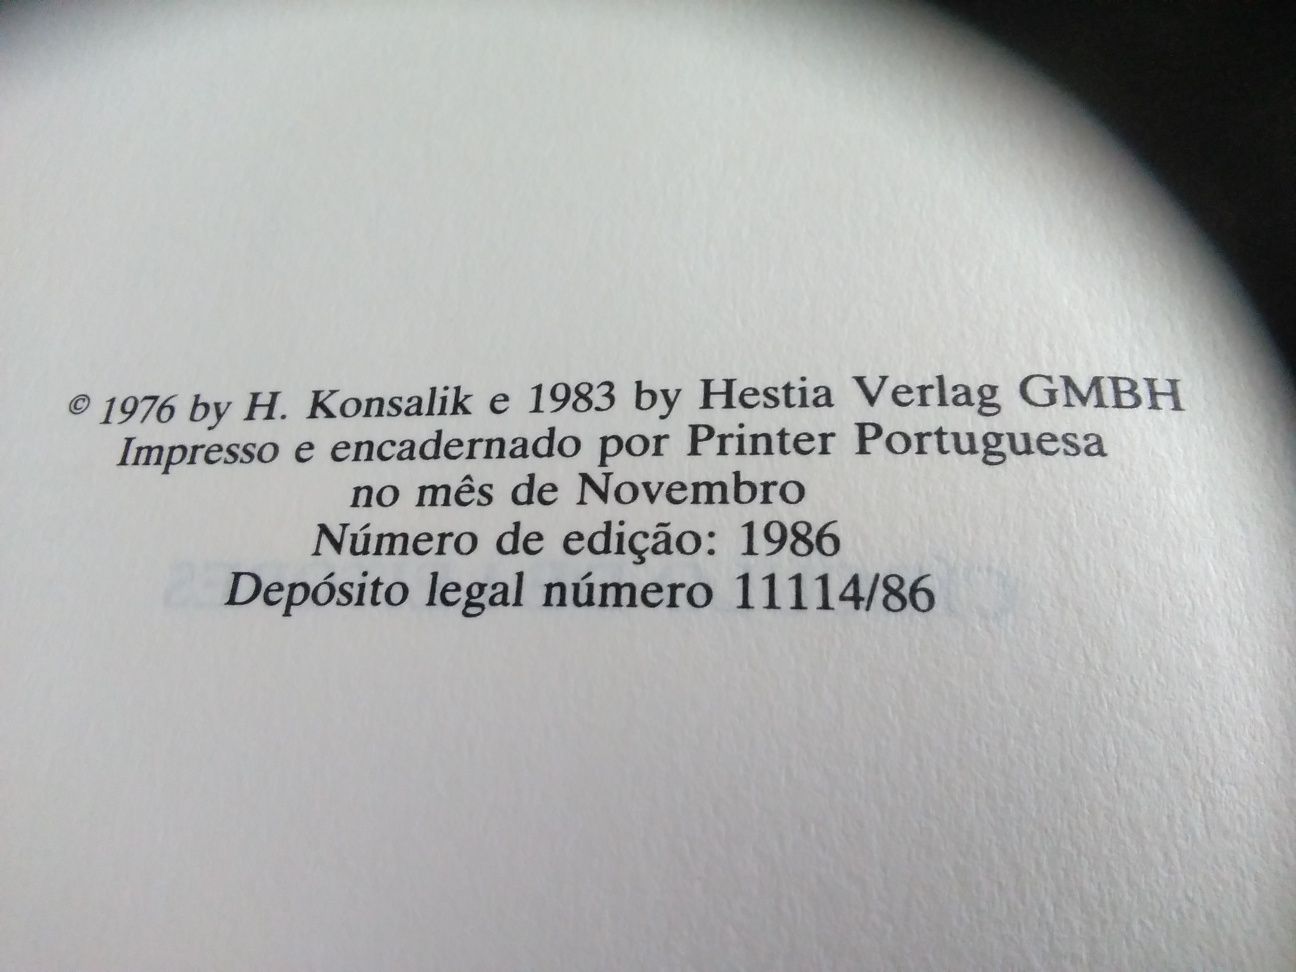 © 1976 by H. Konsalik e 1983 by Hestia Verlag GMBH
Impresso e encadernado por Printer Portuguesa
no mês de Novembro
Número de edição: 1986
Depósito legal número 11114/86